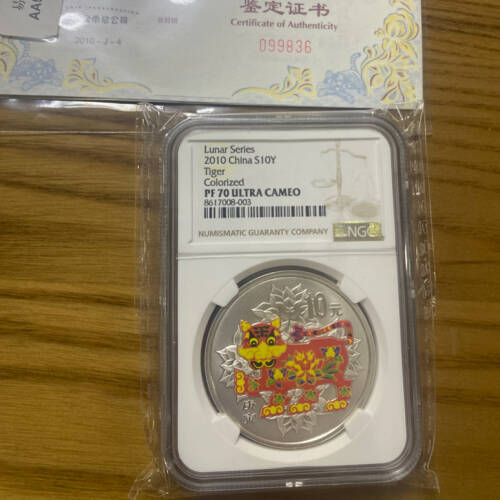 鉴定证书
Certificate of Authenticity
2010-J-4
099836
Lunar Series
2010 China S10Y
Tiger
Colorized
PF 70 ULTRA CAMEO
8617008-003
NUMISMATIC GUARANTY COMPANY
NGC
10元